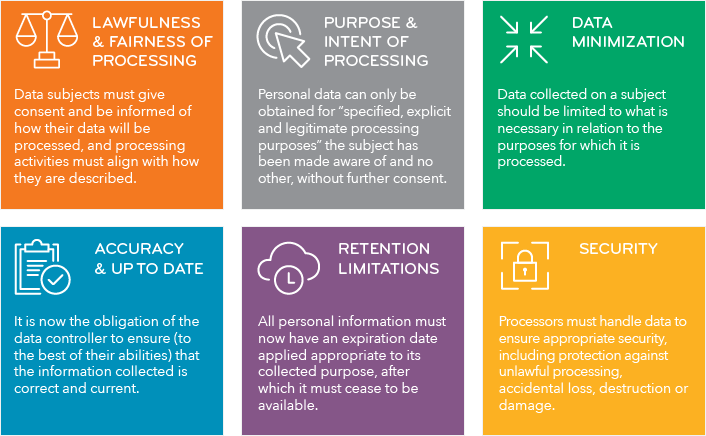 LAWFULNESS
& FAIRNESS OF
PROCESSING
Data subjects must give
consent and be informed of
how their data will be
processed, and processing
activities must align with how
they are described.
PURPOSE &
INTENT OF
PROCESSING
Personal data can only be
obtained for “specified, explicit
and legitimate processing
purposes” the subject has
been made aware of and no
other, without further consent.
DATA
MINIMIZATION
Data collected on a subject
should be limited to what is
necessary in relation to the
purposes for which it is
processed.
ACCURACY
& UP TO DATE
It is now the obligation of the
data controller to ensure (to
the best of their abilities) that
the information collected is
correct and current.
RETENTION
LIMITATIONS
All personal information must
now have an expiration date
applied appropriate to its
collected purpose, after
which it must cease to be
available.
SECURITY
Processors must handle data to
ensure appropriate security,
including protection against
unlawful processing,
accidental loss, destruction or
damage.